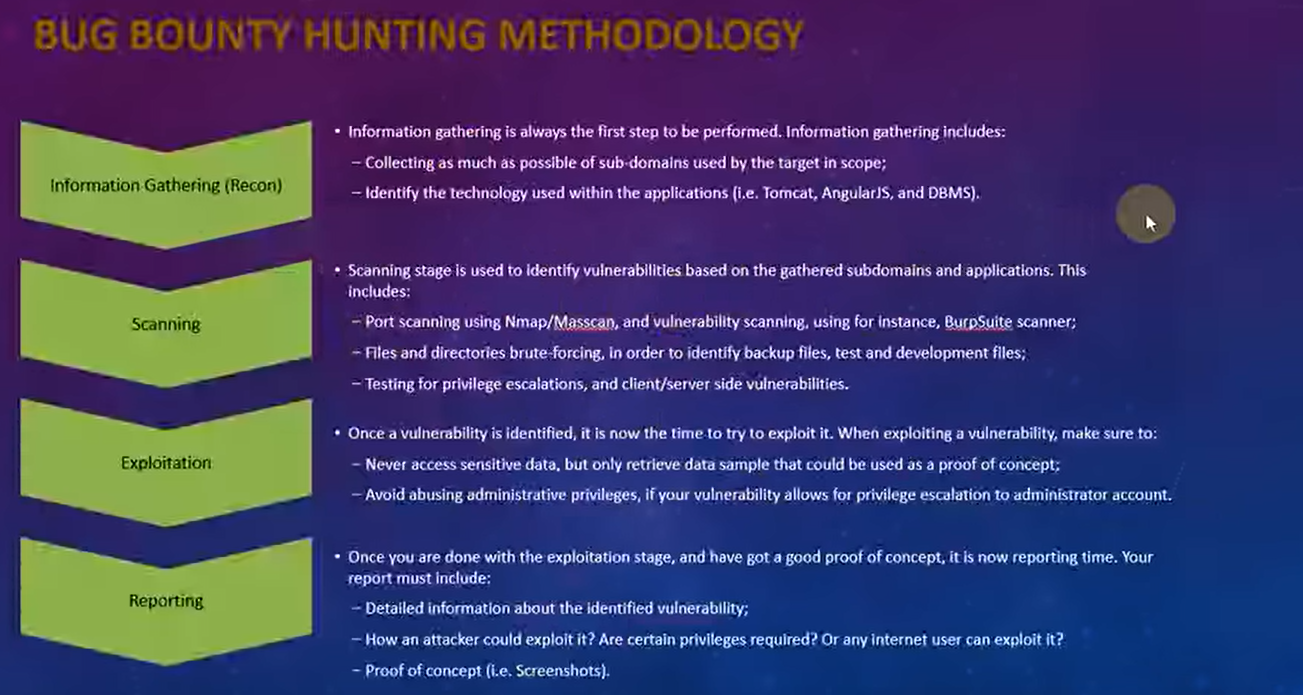 BUG BOUNTY HUNTING METHODOLOGY
Information Gathering (Recon)
• Information gathering is always the first step to be performed. Information gathering includes:
– Collecting as much as possible of sub-domains used by the target in scope;
– Identify the technology used within the applications (i.e. Tomcat, AngularJS, and DBMS).
Scanning
• Scanning stage is used to identify vulnerabilities based on the gathered subdomains and applications. This
includes:
– Port scanning using Nmap/Masscan, and vulnerability scanning, using for instance, BurpSuite scanner;
– Files and directories brute-forcing, in order to identify backup files, test and development files;
– Testing for privilege escalations, and client/server side vulnerabilities.
Exploitation
• Once a vulnerability is identified, it is now the time to try to exploit it. When exploiting a vulnerability, make sure to:
– Never access sensitive data, but only retrieve data sample that could be used as a proof of concept;
– Avoid abusing administrative privileges, if your vulnerability allows for privilege escalation to administrator account.
Reporting
• Once you are done with the exploitation stage, and have got a good proof of concept, it is now reporting time. Your
report must include:
– Detailed information about the identified vulnerability;
– How an attacker could exploit it? Are certain privileges required? Or any internet user can exploit it?
– Proof of concept (i.e. Screenshots).